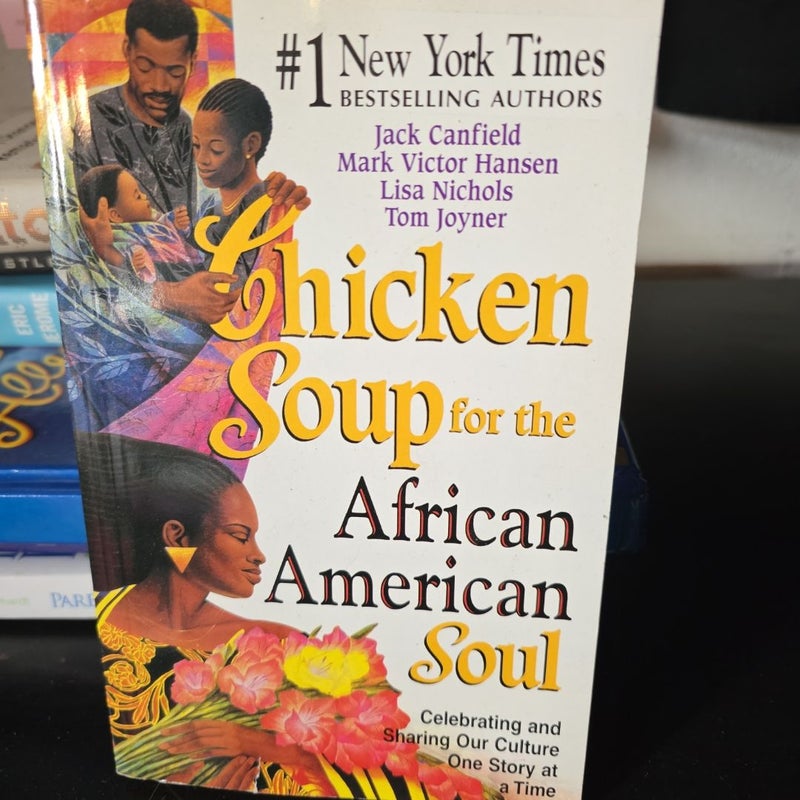 #1 New York Times
BESTSELLING AUTHORS
Jack Canfield
Mark Victor Hansen
Lisa Nichols
Tom Joyner
Chicken
Soup for the
African
American
Soul
Celebrating and
Sharing Our Culture
One Story at
a Time
ERIC